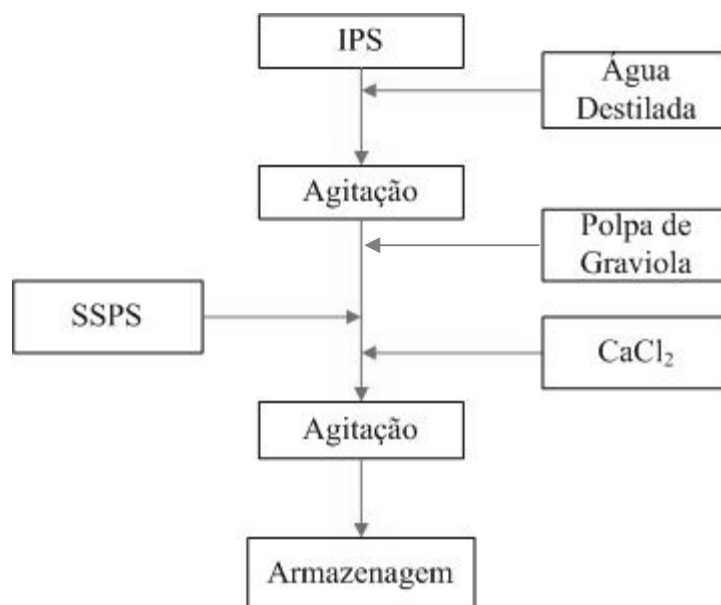 IPS
Água
Destilada
Agitação
Polpa de
Graviola
SSPS
CaCl₂
Agitação
Armazenagem